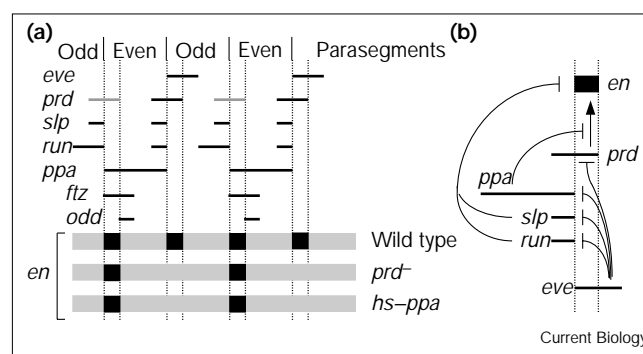 (a)
Odd Even Odd Even Parasegments
eve
prd
slp
run
ppa
ftz
odd
en
Wild type
prd–
hs–ppa
(b)
en
prd
ppa
slp
run
eve
Current Biology